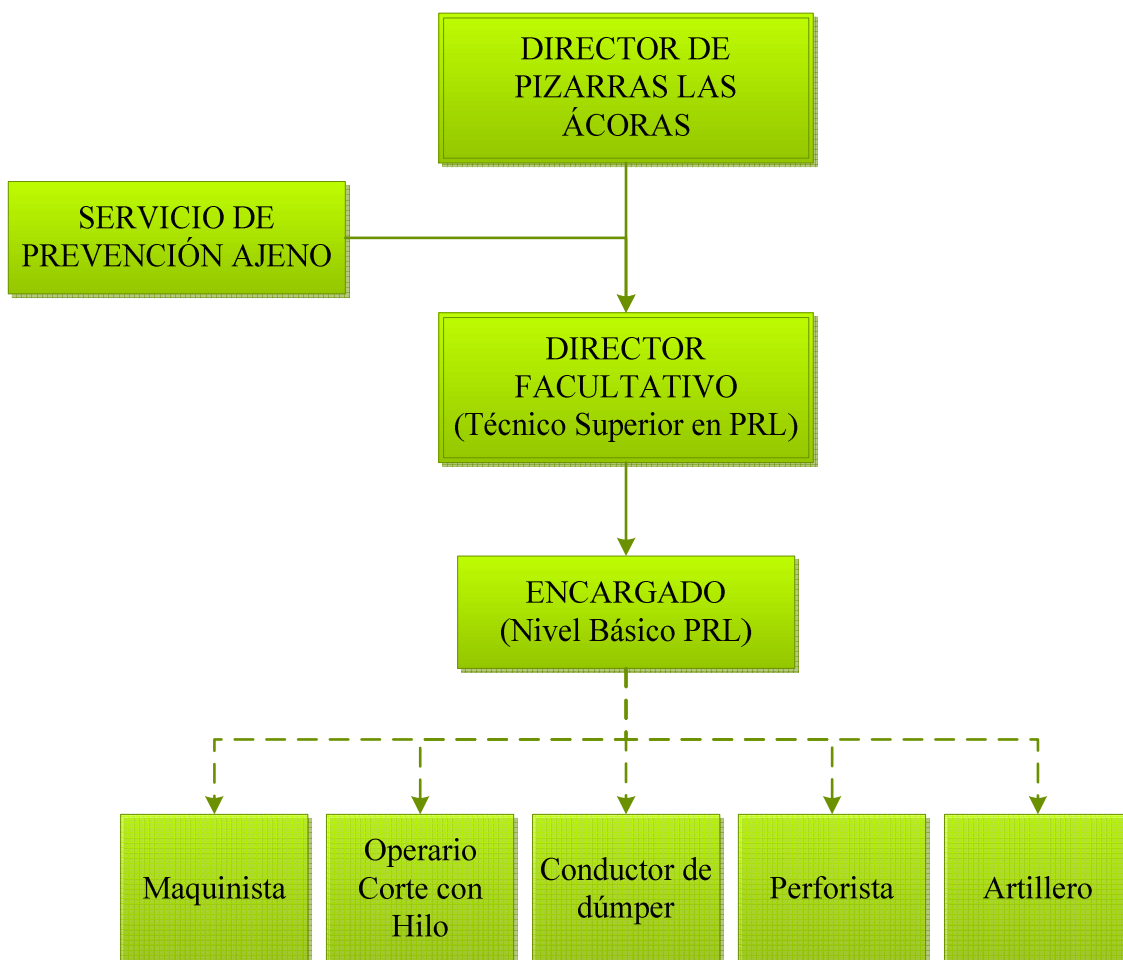 DIRECTOR DE
PIZARRAS LAS
ÁCORAS
SERVICIO DE
PREVENCIÓN AJENO
DIRECTOR
FACULTATIVO
(Técnico Superior en PRL)
ENCARGADO
(Nivel Básico PRL)
Maquinista
Operario
Corte con
Hilo
Conductor de
dúmper
Perforista
Artillero